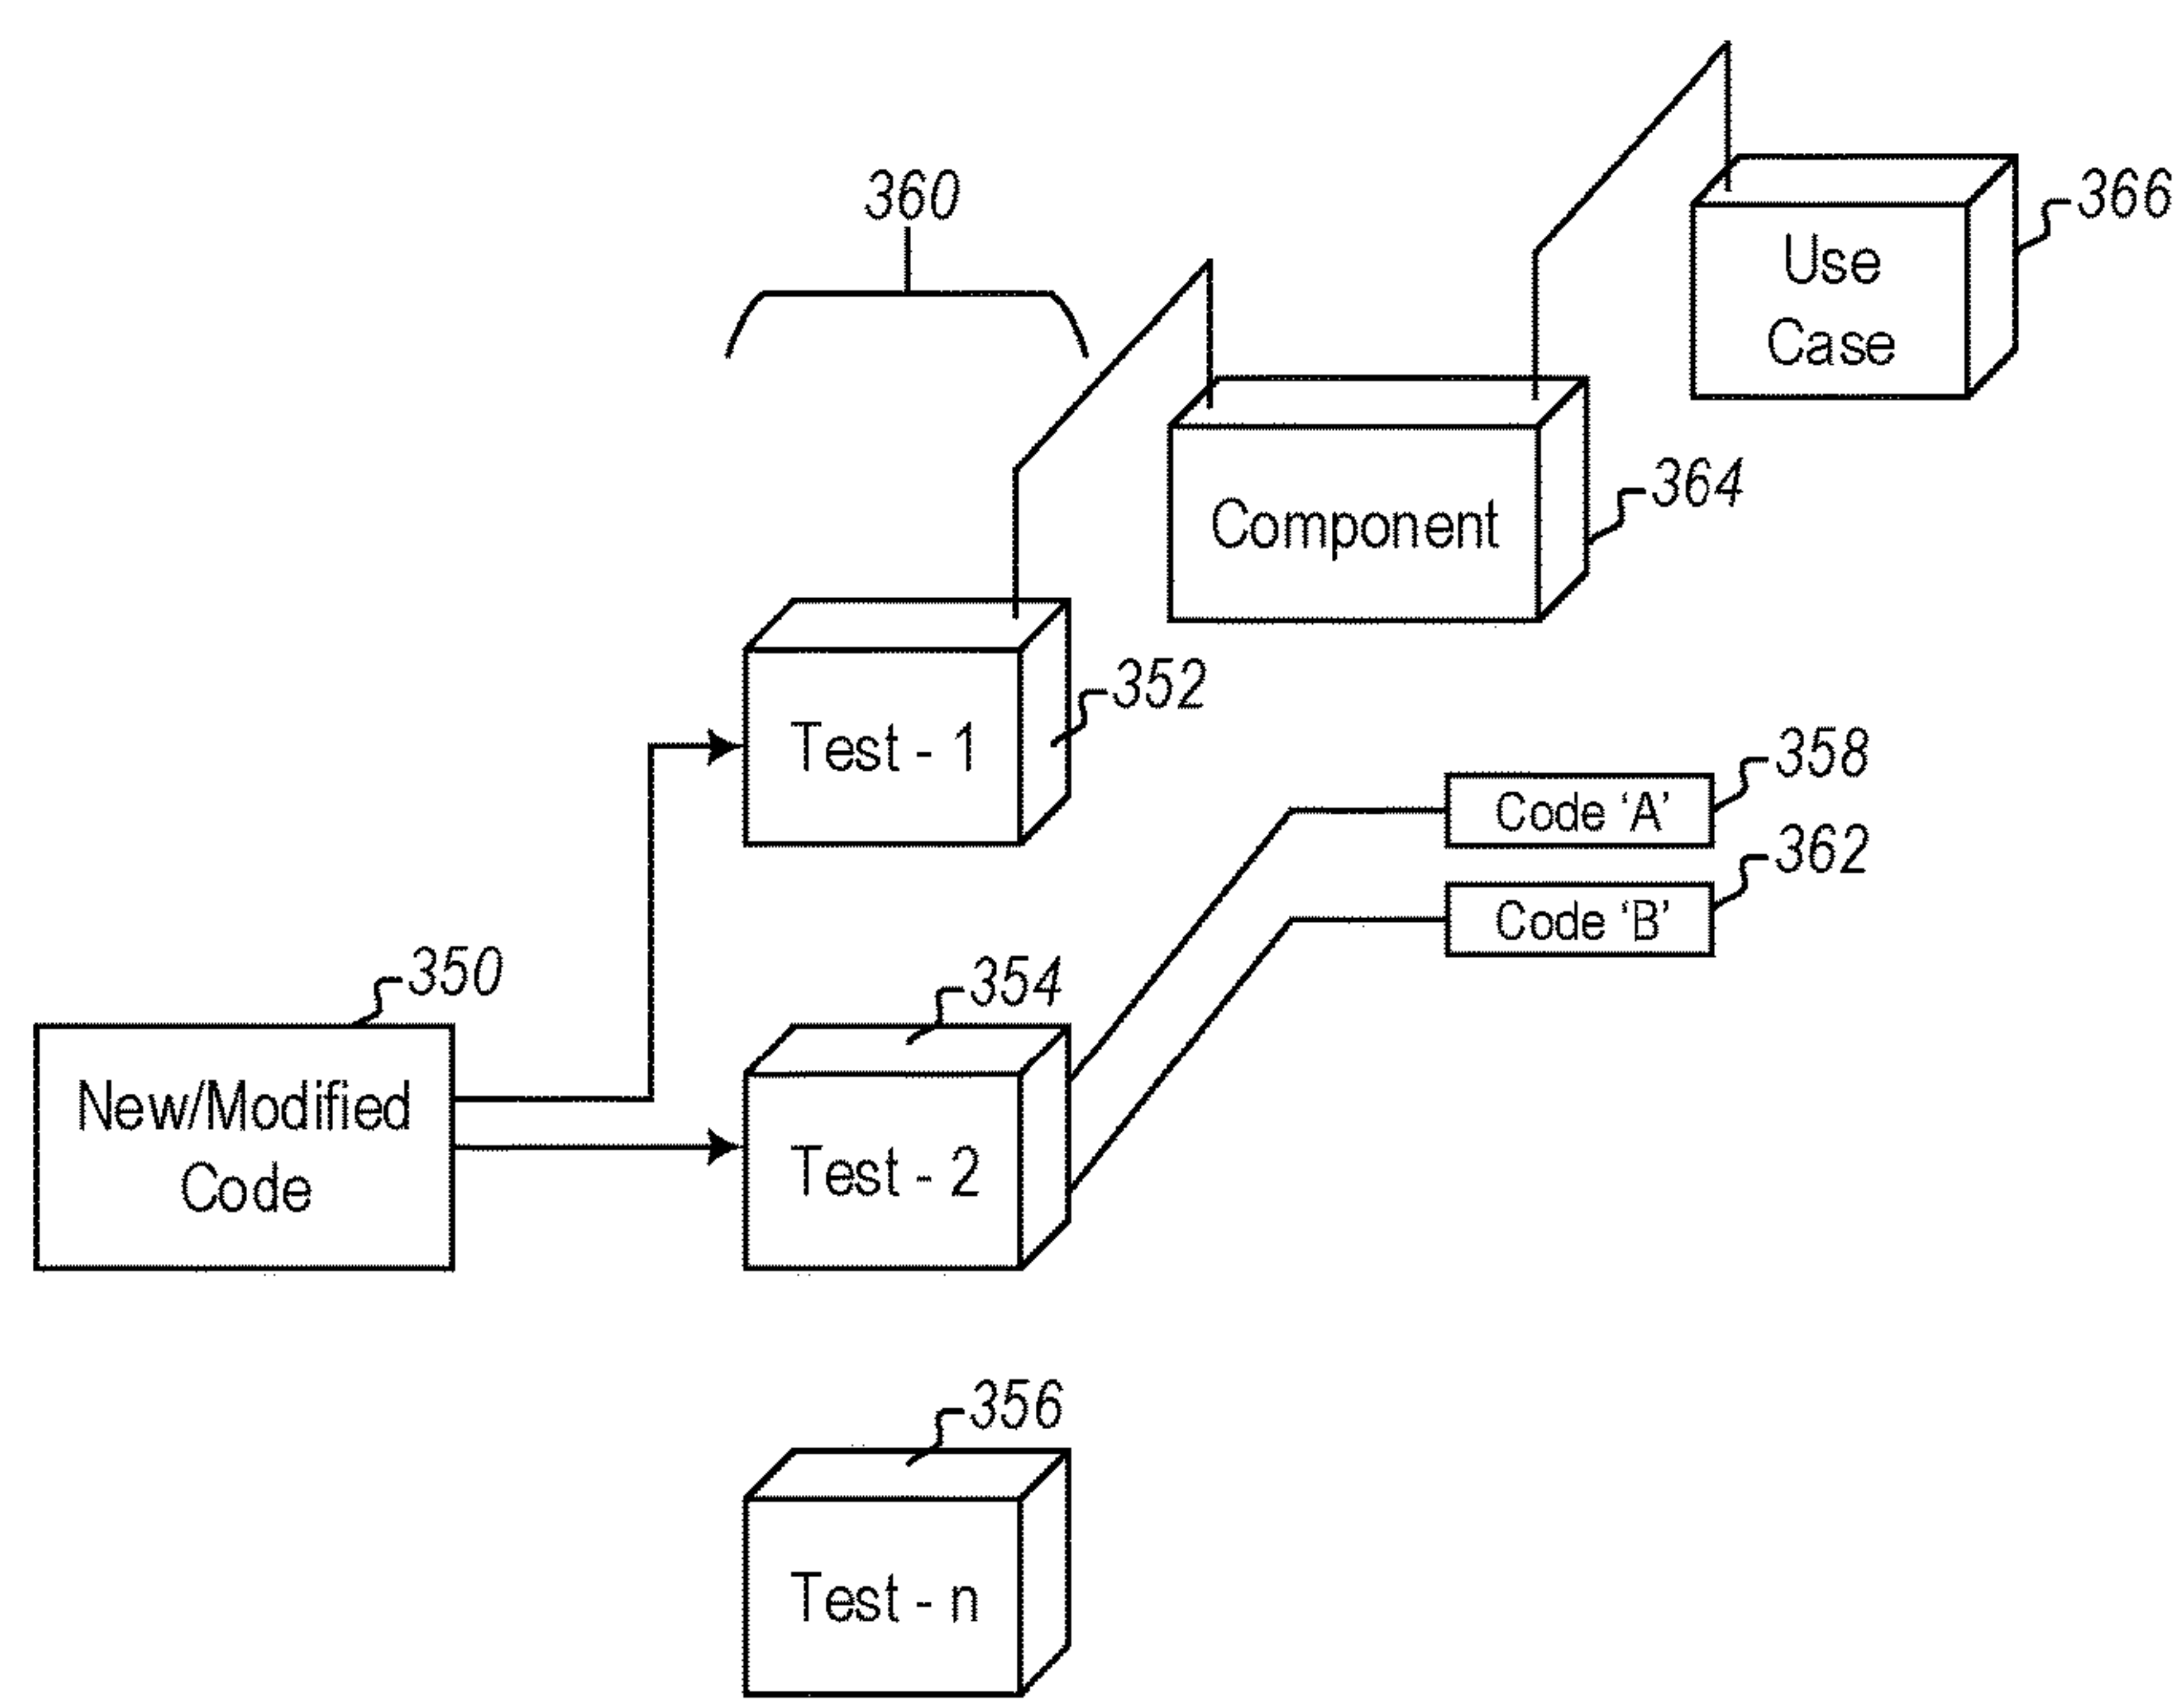 360
366
Use
Case
364
Component
352
Test - 1
358
Code 'A'
362
Code 'B'
350
New/Modified
Code
354
Test - 2
356
Test - n